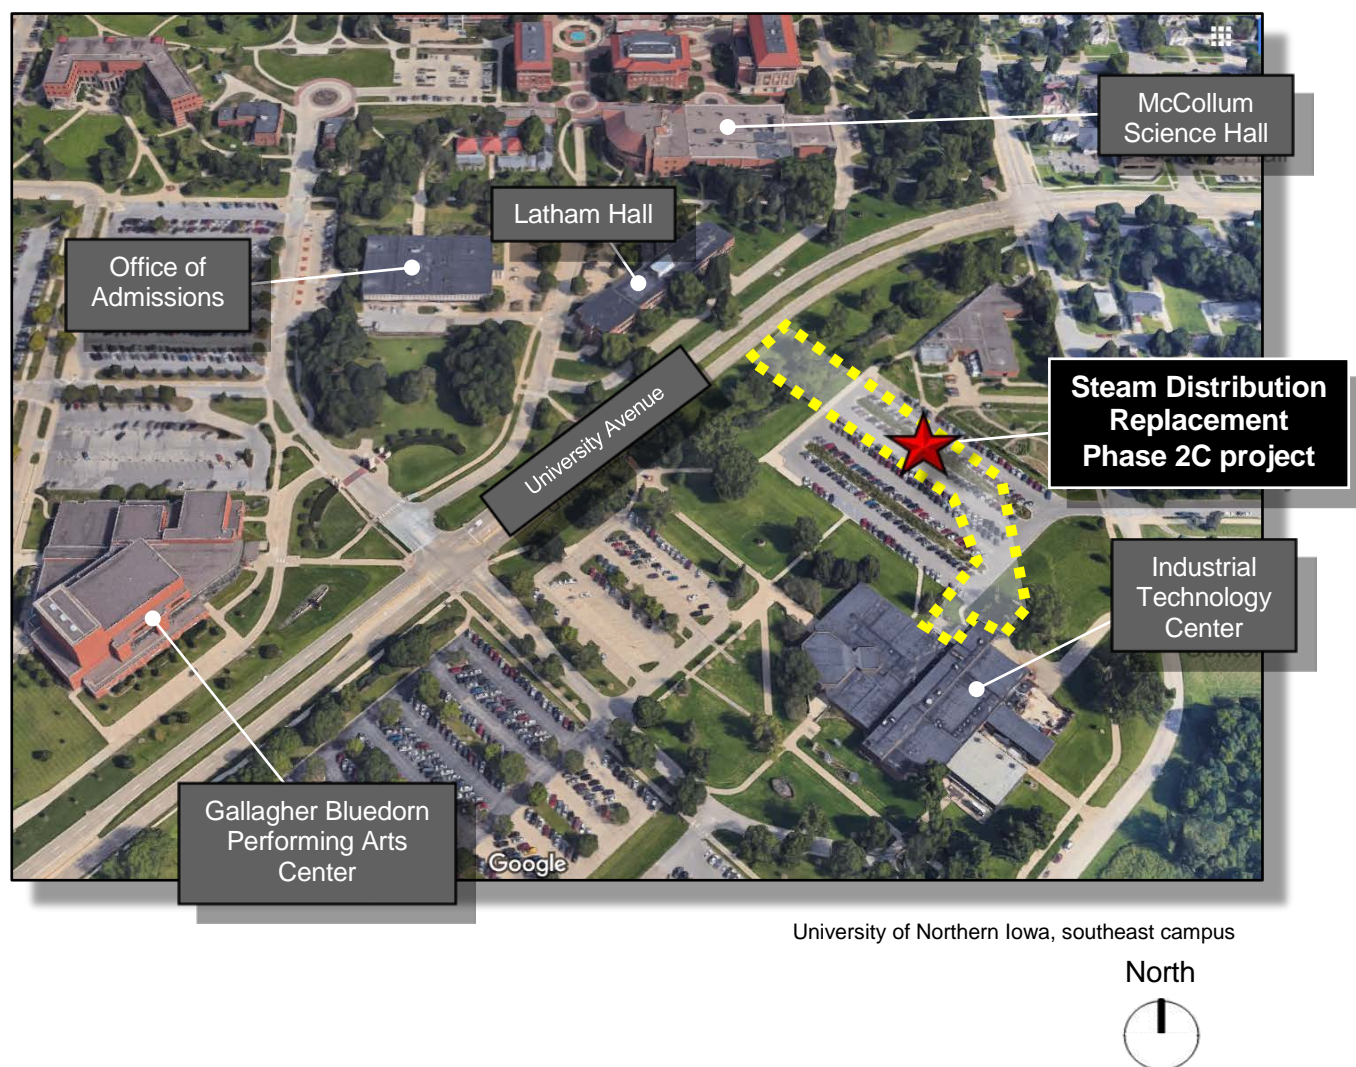 McCollum
Science Hall
Latham Hall
Office of
Admissions
University Avenue
Steam Distribution
Replacement
Phase 2C project
Industrial
Technology
Center
Gallagher Bluedorn
Performing Arts
Center
Google
University of Northern Iowa, southeast campus
North